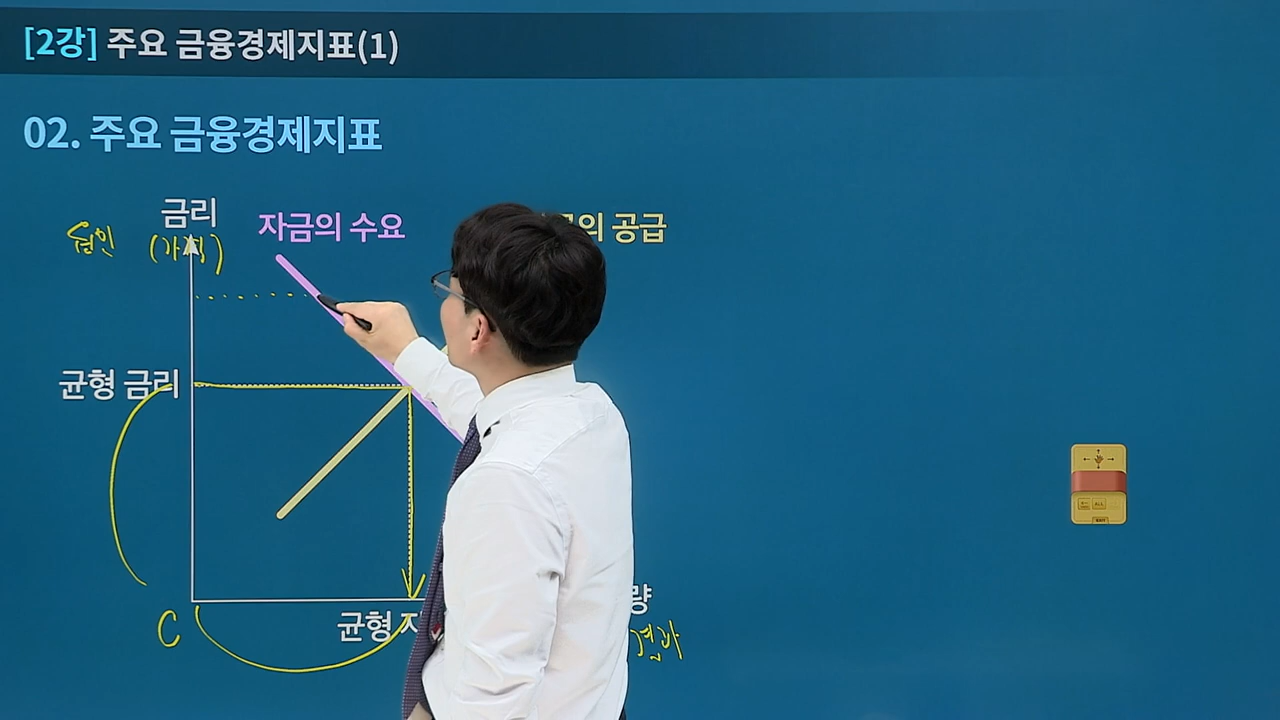 [2강] 주요 금융경제지표(1)
02. 주요 금융경제지표
금리
(가격)
원인
자금의 수요
의 공급
균형 금리
균형
량
결과
C
ALL
EXIT